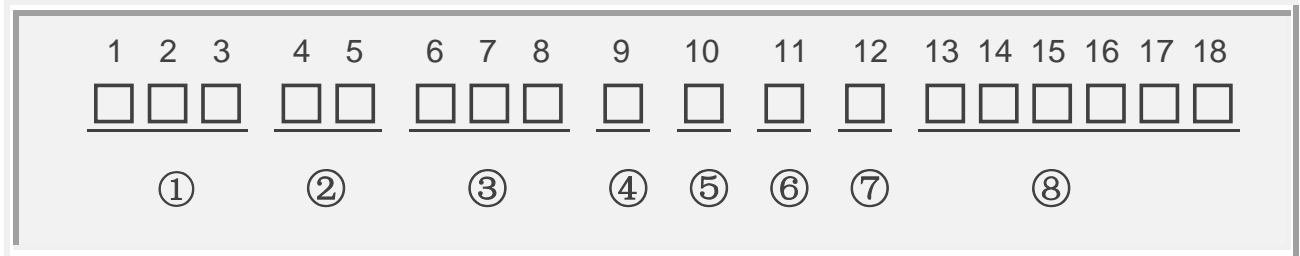 1 2 3 4 5 6 7 8 9 10 11 12 13 14 15 16 17 18
□□□ □□ □□□ □ □ □ □ □□□□□□
① ② ③ ④ ⑤ ⑥ ⑦ ⑧